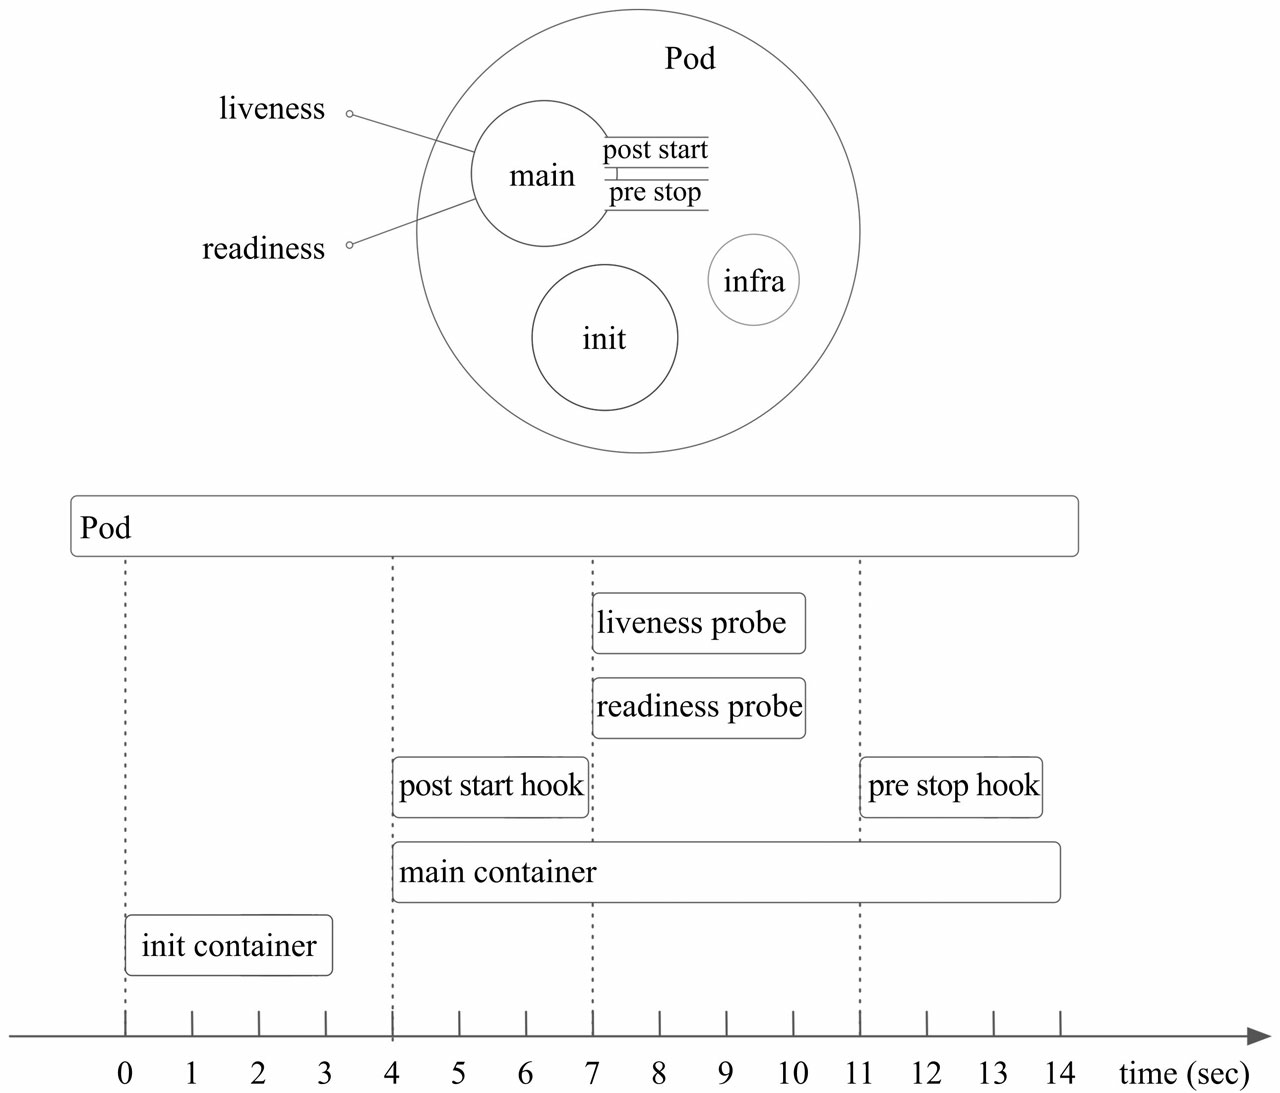 Pod
liveness
post start
main
pre stop
readiness
infra
init
Pod
liveness probe
readiness probe
post start hook
pre stop hook
main container
init container
0 1 2 3 4 5 6 7 8 9 10 11 12 13 14 time (sec)